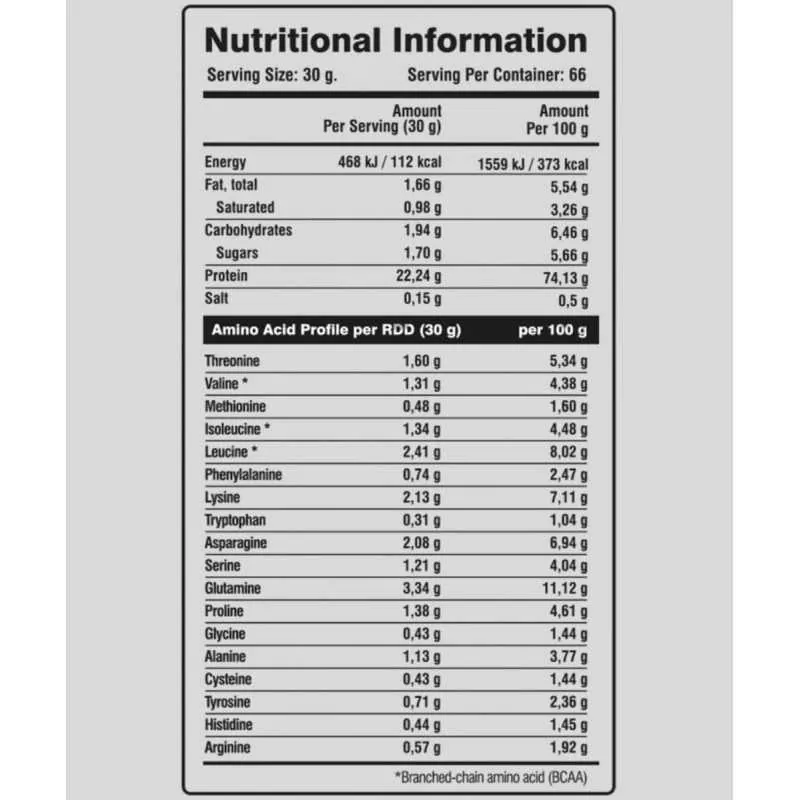 Nutritional Information
Serving Size: 30 g. Serving Per Container: 66
Amount Per Serving (30 g) Amount Per 100 g
Energy 468 kJ / 112 kcal 1559 kJ / 373 kcal
Fat, total 1,66 g 5,54 g
Saturated 0,98 g 3,26 g
Carbohydrates 1,94 g 6,46 g
Sugars 1,70 g 5,66 g
Protein 22,24 g 74,13 g
Salt 0,15 g 0,5 g
Amino Acid Profile per RDD (30 g) per 100 g
Threonine 1,60 g 5,34 g
Valine * 1,31 g 4,38 g
Methionine 0,48 g 1,60 g
Isoleucine * 1,34 g 4,48 g
Leucine * 2,41 g 8,02 g
Phenylalanine 0,74 g 2,47 g
Lysine 2,13 g 7,11 g
Tryptophan 0,31 g 1,04 g
Asparagine 2,08 g 6,94 g
Serine 1,21 g 4,04 g
Glutamine 3,34 g 11,12 g
Proline 1,38 g 4,61 g
Glycine 0,43 g 1,44 g
Alanine 1,13 g 3,77 g
Cysteine 0,43 g 1,44 g
Tyrosine 0,71 g 2,36 g
Histidine 0,44 g 1,45 g
Arginine 0,57 g 1,92 g
*Branched-chain amino acid (BCAA)